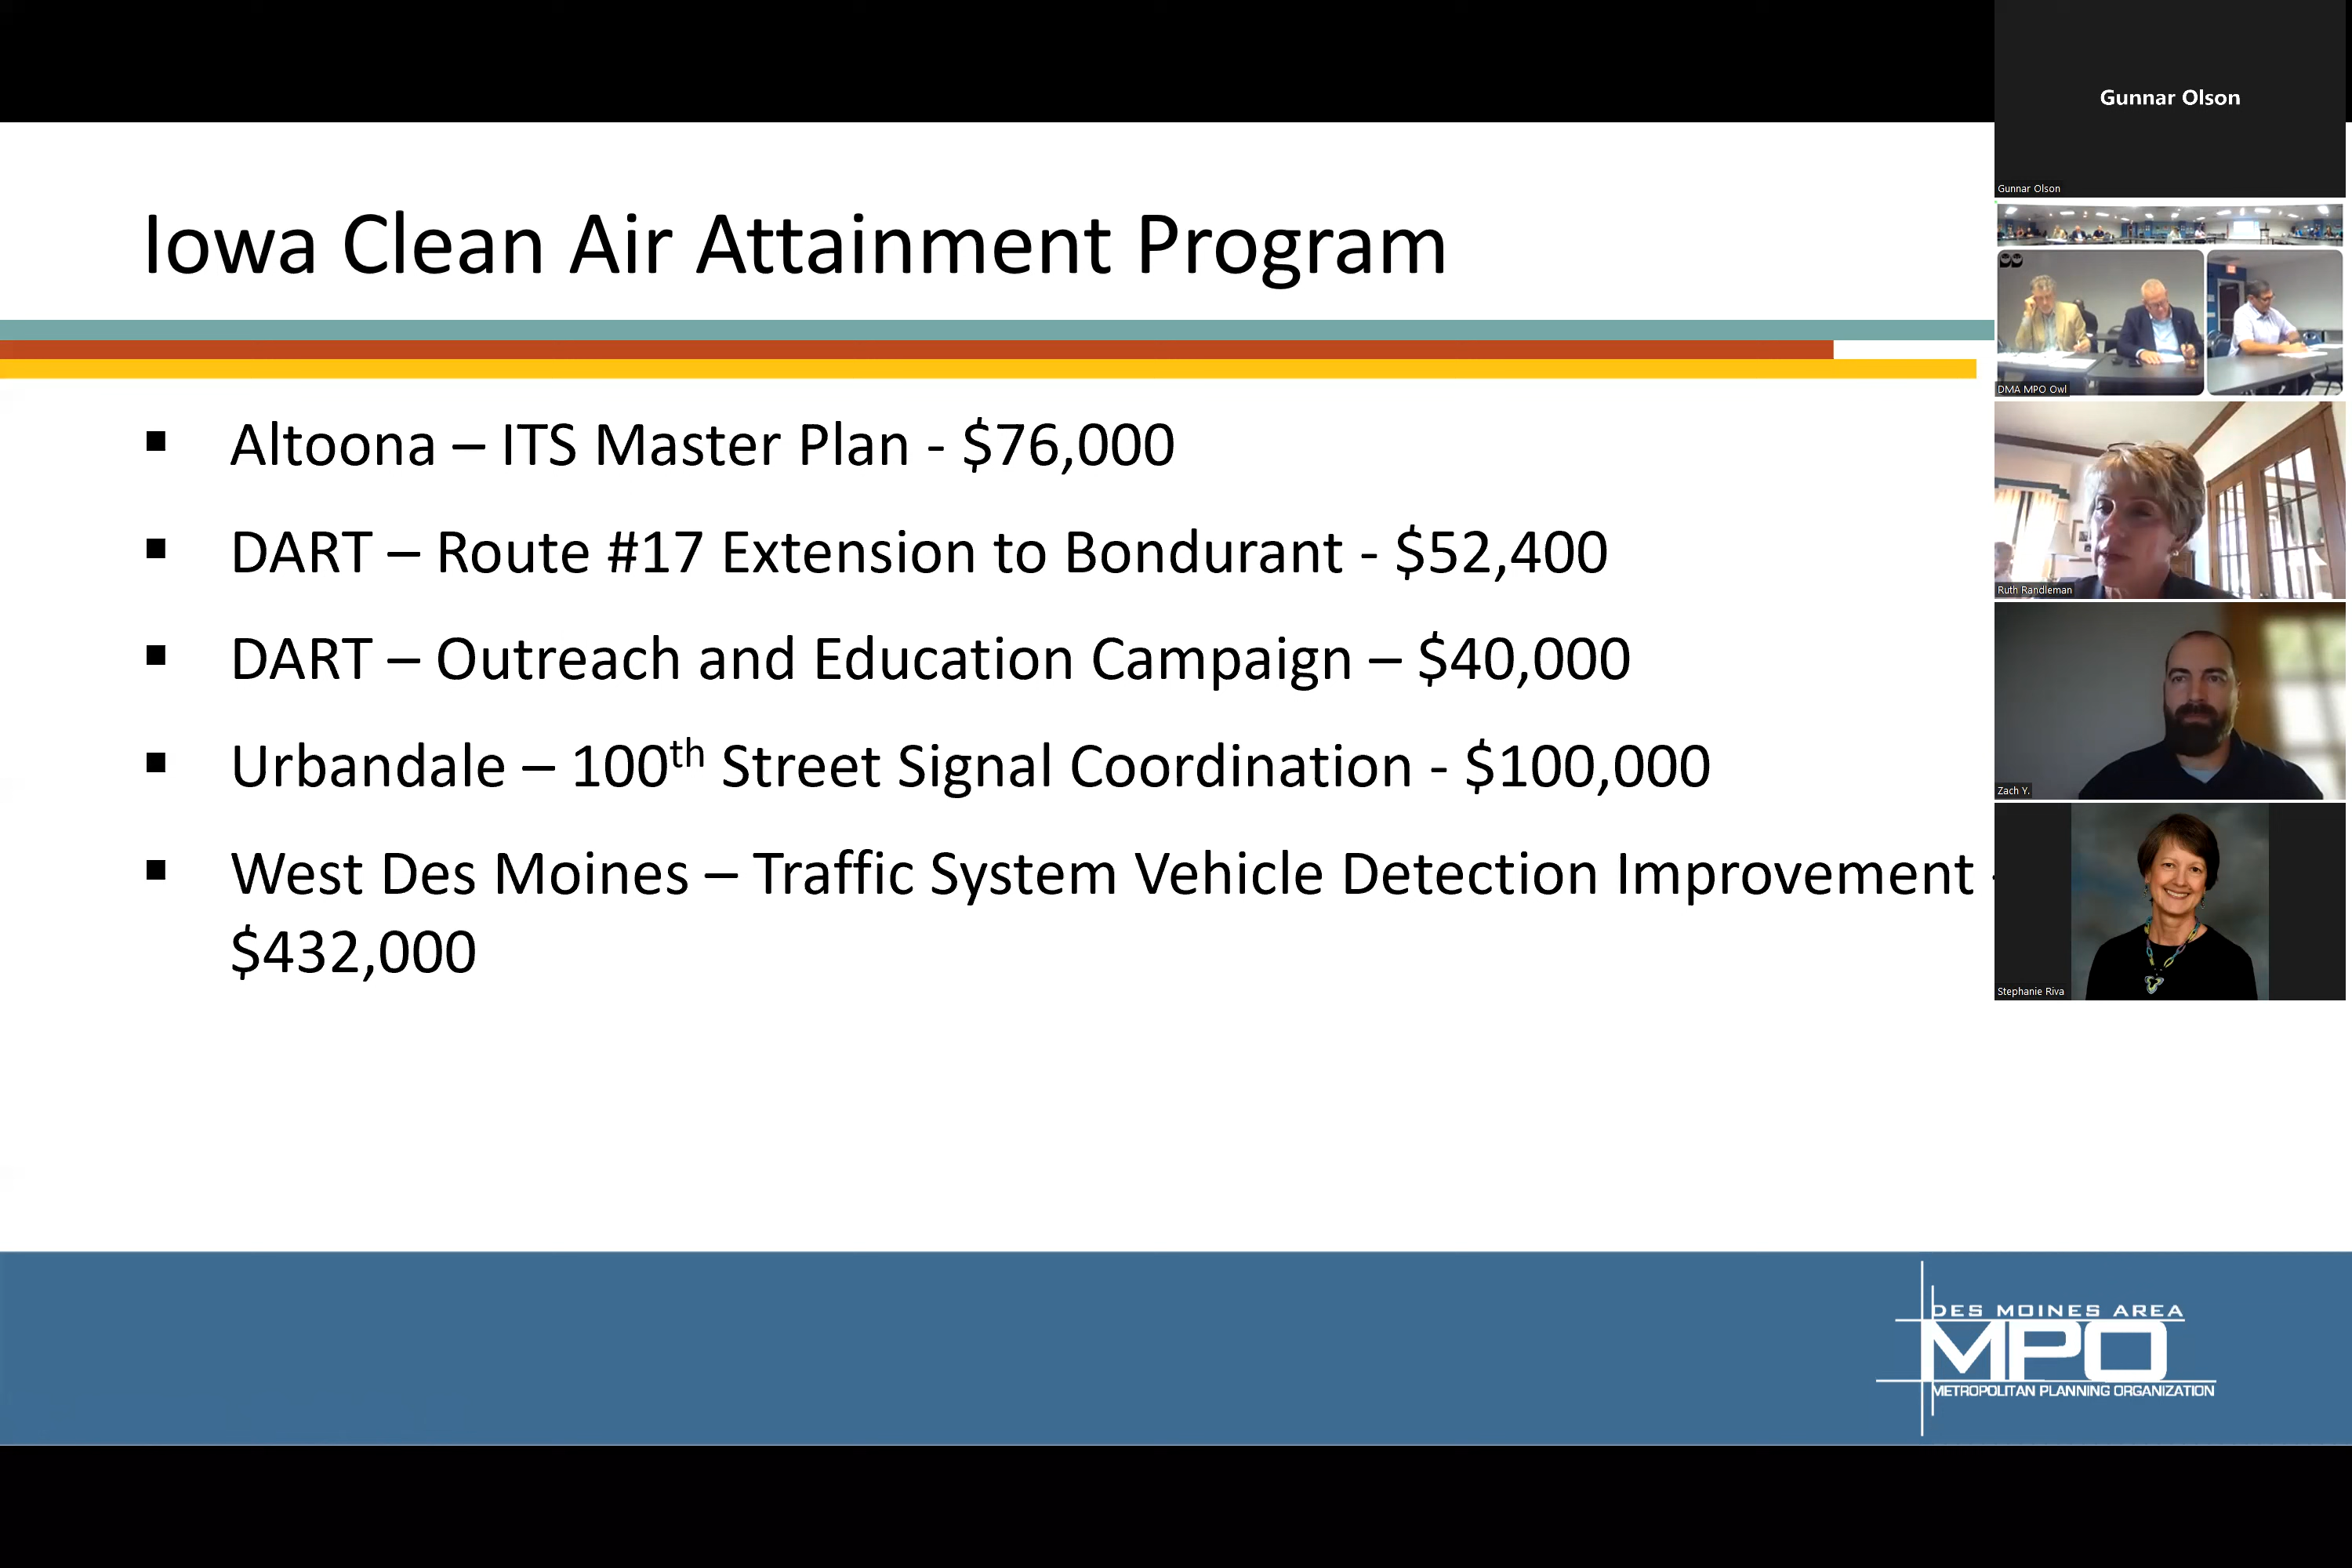 Iowa Clean Air Attainment Program
▪ Altoona – ITS Master Plan - $76,000
▪ DART – Route #17 Extension to Bondurant - $52,400
▪ DART – Outreach and Education Campaign – $40,000
▪ Urbandale – 100th Street Signal Coordination - $100,000
▪ West Des Moines – Traffic System Vehicle Detection Improvement -
$432,000
Gunnar Olson
Gunnar Olson
DMA MPO Owl
Ruth Randleman
Zach Y.
Stephanie Riva
DES MOINES AREA
MPO
METROPOLITAN PLANNING ORGANIZATION